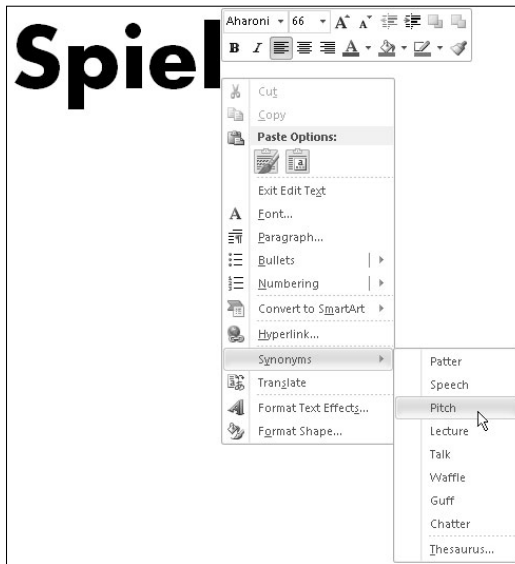 Spiel
Aharoni 66 A A
B I A
Cut
Copy
Paste Options:
a
Exit Edit Text
A Font...
Paragraph...
Bullets
Numbering
Convert to SmartArt
Hyperlink...
Synonyms
Translate
Format Text Effects...
Format Shape...
Patter
Speech
Pitch
Lecture
Talk
Waffle
Guff
Chatter
Thesaurus...